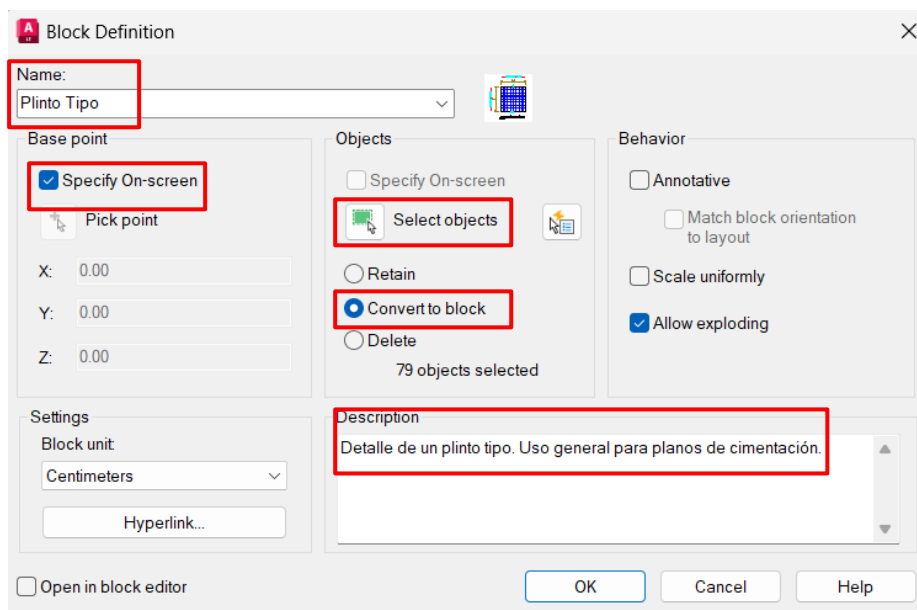 Block Definition
Name:
Plinto Tipo
Base point
Specify On-screen
Pick point
X: 0.00
Y: 0.00
Z: 0.00
Objects
Specify On-screen
Select objects
Retain
Convert to block
Delete
79 objects selected
Behavior
Annotative
Match block orientation
to layout
Scale uniformly
Allow exploding
Settings
Block unit:
Centimeters
Hyperlink...
Description
Detalle de un plinto tipo. Uso general para planos de cimentación.
Open in block editor
OK
Cancel
Help